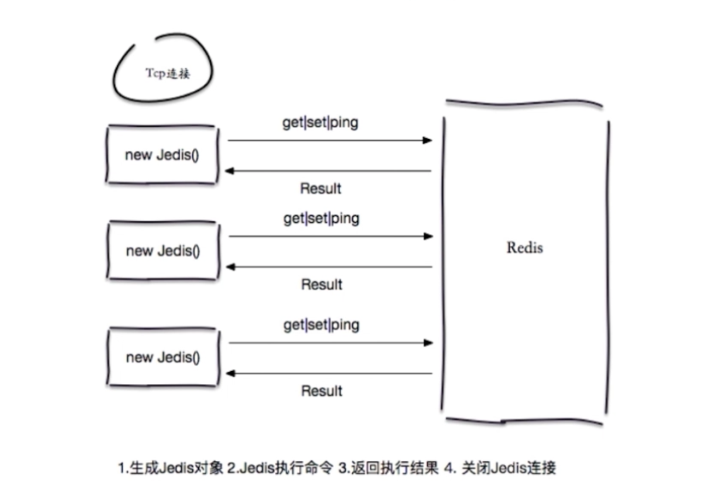 Tcp连接
get|set|ping
new Jedis()
Result
get|set|ping
new Jedis()
Redis
Result
get|set|ping
new Jedis()
Result
1.生成Jedis对象 2.Jedis执行命令 3.返回执行结果 4. 关闭Jedis连接